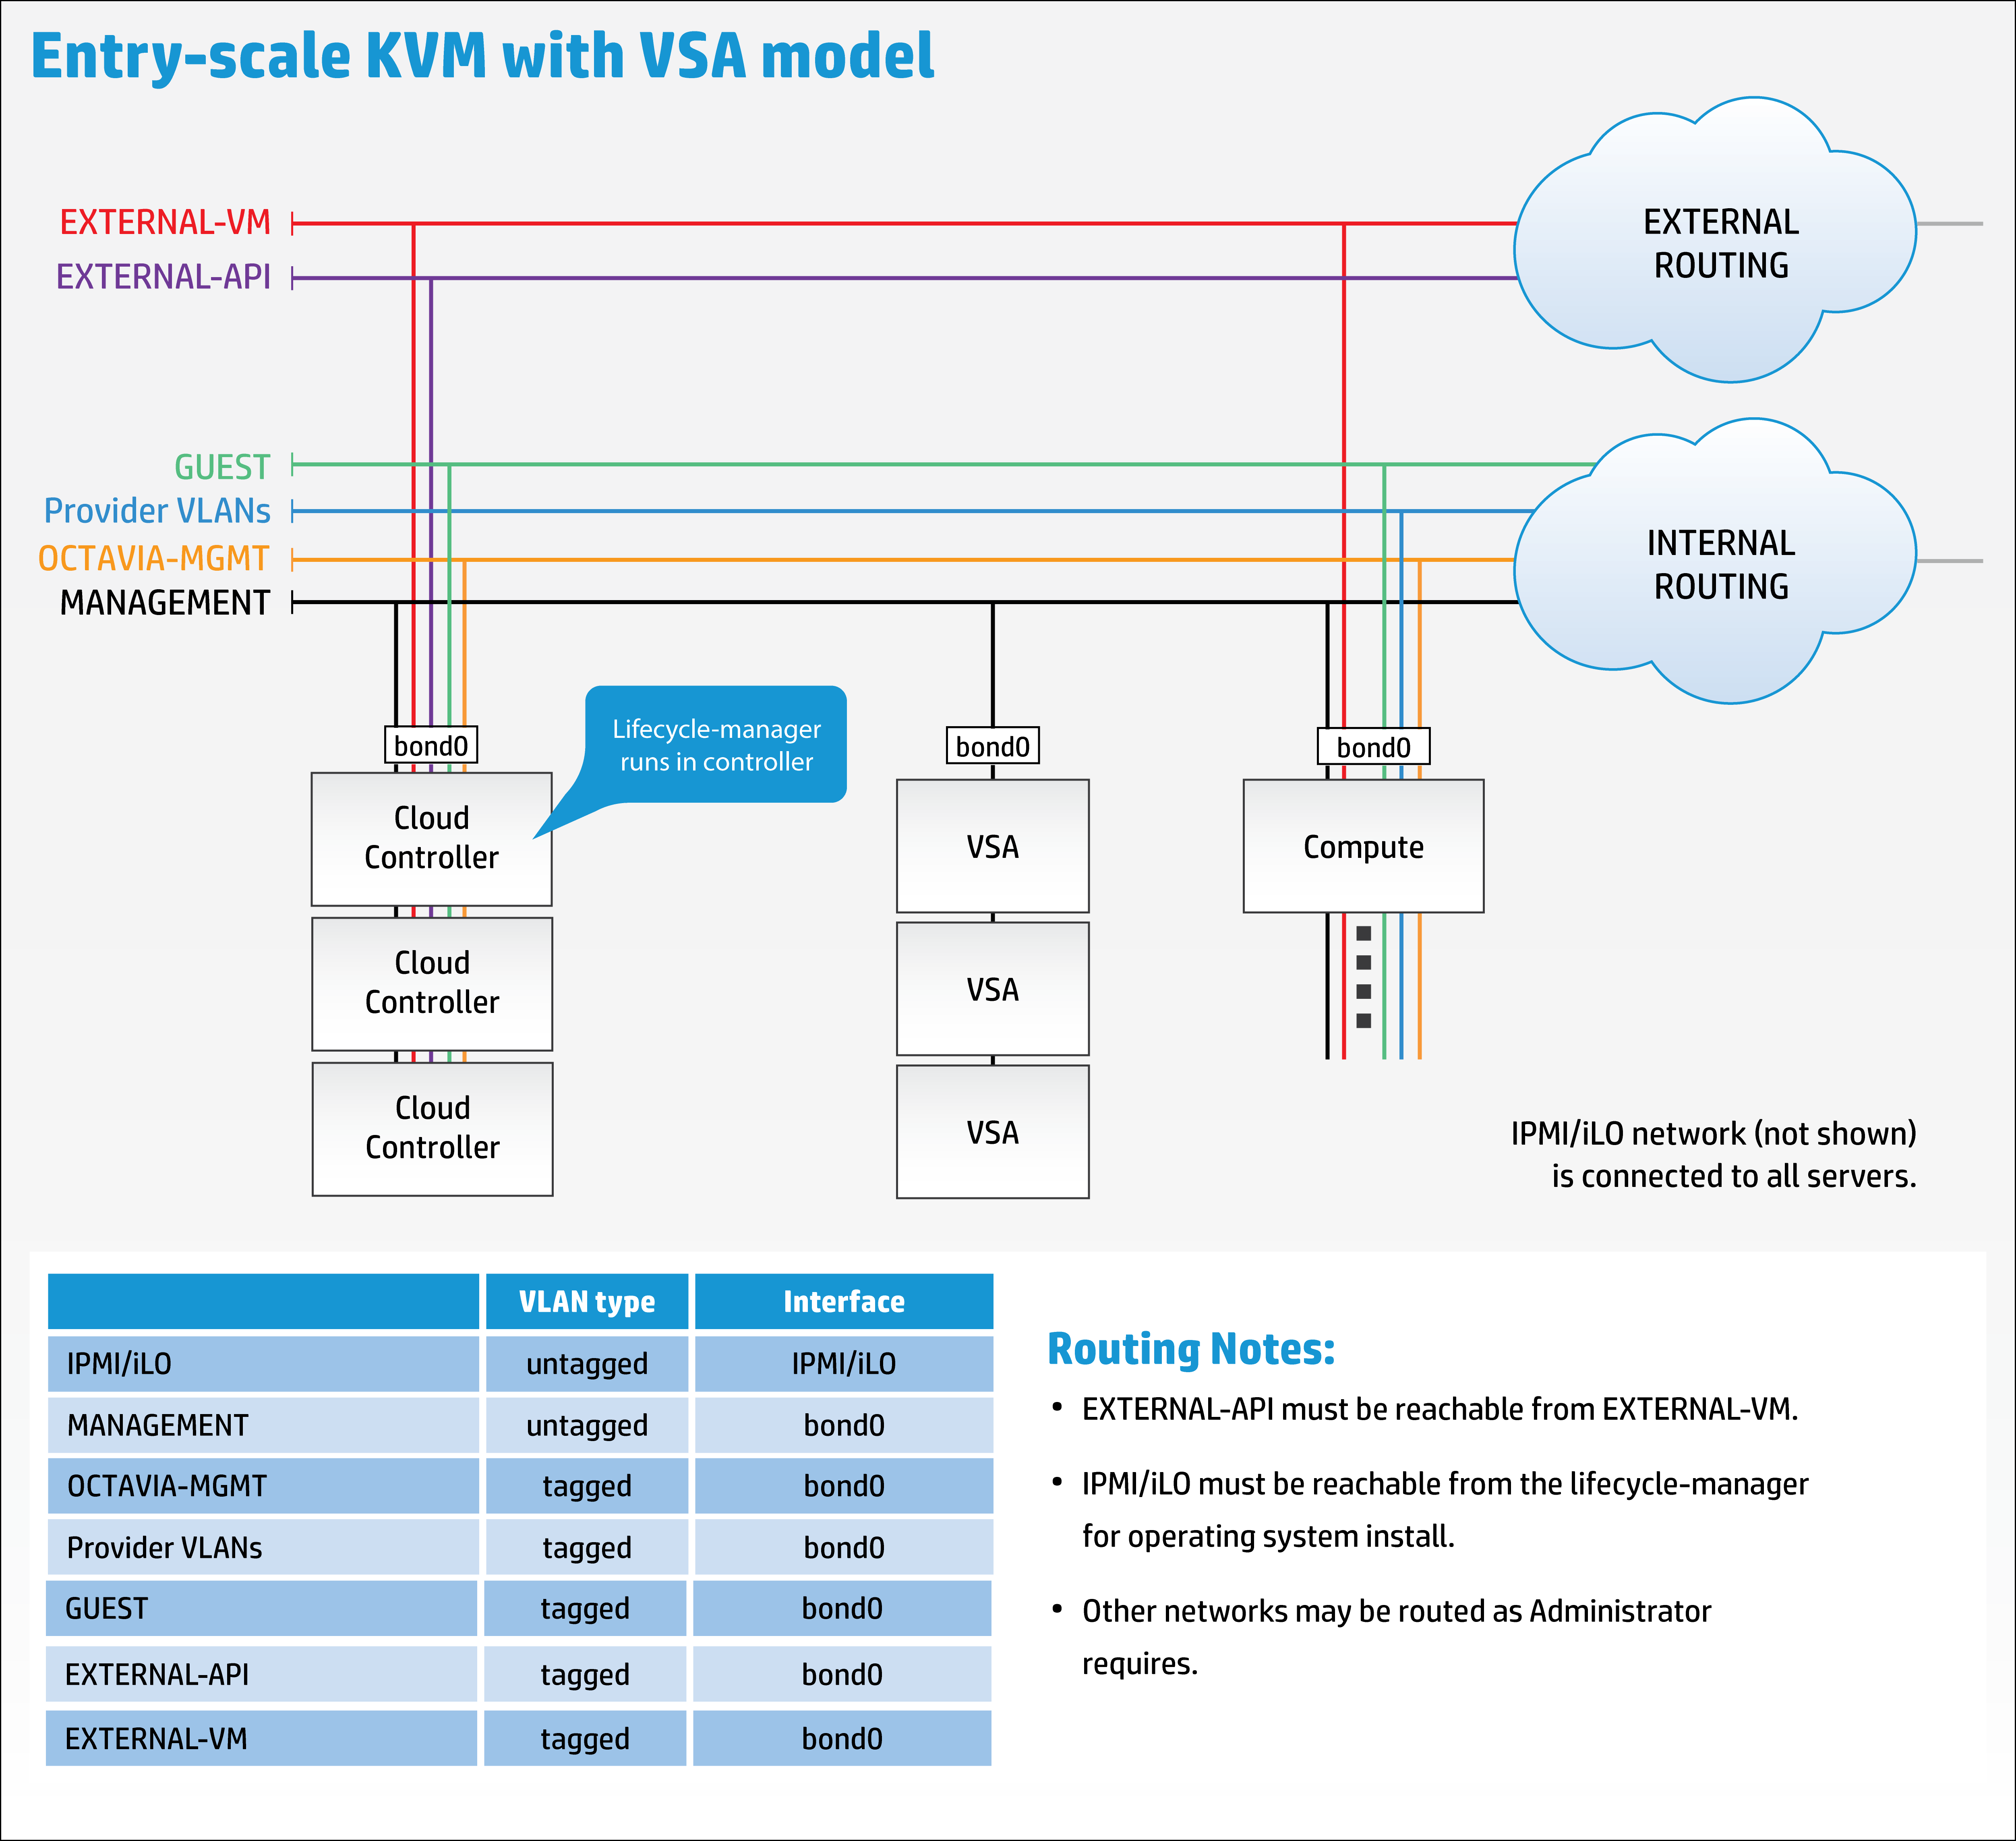 Entry-scale KVM with VSA model
EXTERNAL-VM
EXTERNAL-API
EXTERNAL
ROUTING
GUEST
Provider VLANs
OCTAVIA-MGMT
MANAGEMENT
INTERNAL
ROUTING
Lifecycle-manager
runs in controller
bond0
bond0
bond0
Cloud
Controller
VSA
Compute
Cloud
Controller
VSA
Cloud
Controller
VSA
IPMI/iLO network (not shown)
is connected to all servers.
VLAN type Interface
IPMI/iLO untagged IPMI/iLO
MANAGEMENT untagged bond0
OCTAVIA-MGMT tagged bond0
Provider VLANs tagged bond0
GUEST tagged bond0
EXTERNAL-API tagged bond0
EXTERNAL-VM tagged bond0
Routing Notes:
• EXTERNAL-API must be reachable from EXTERNAL-VM.
• IPMI/iLO must be reachable from the lifecycle-manager
for operating system install.
• Other networks may be routed as Administrator
requires.